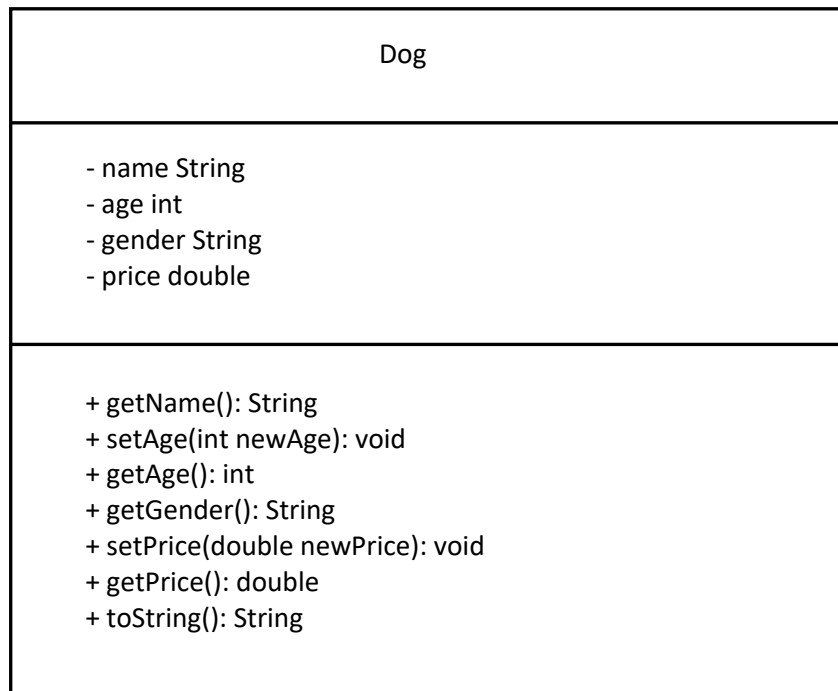 Dog
- name String
- age int
- gender String
- price double
+ getName(): String
+ setAge(int newAge): void
+ getAge(): int
+ getGender(): String
+ setPrice(double newPrice): void
+ getPrice(): double
+ toString(): String